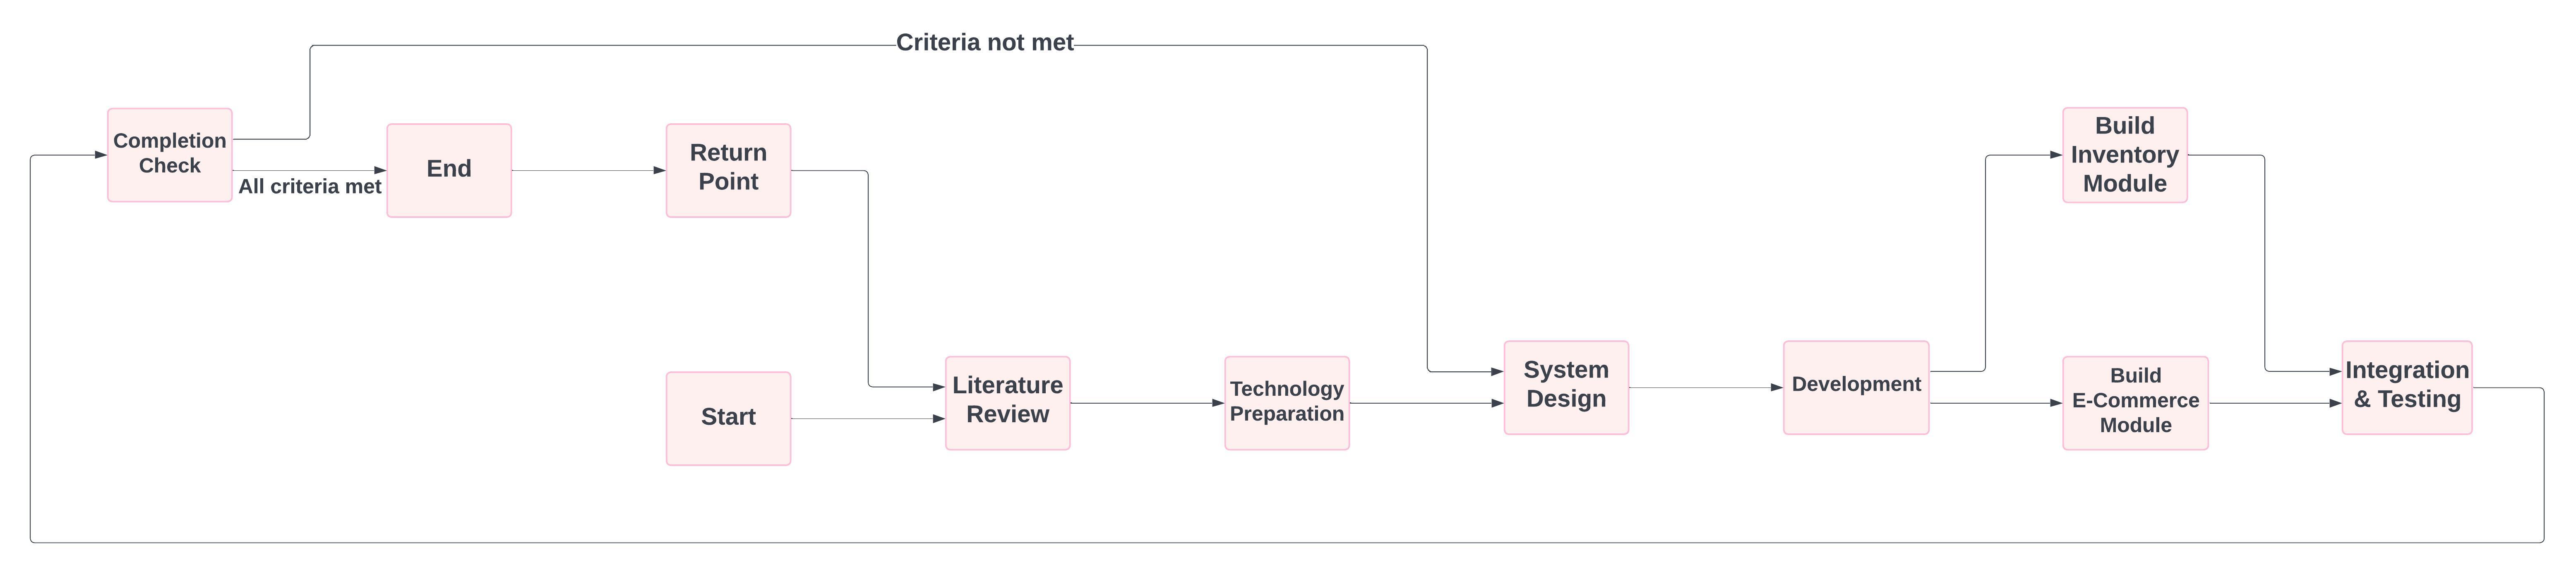 Criteria not met
Completion
Check
All criteria met
End
Return
Point
Build
Inventory
Module
Start
Literature
Review
Technology
Preparation
System
Design
Development
Build
E-Commerce
Module
Integration
& Testing